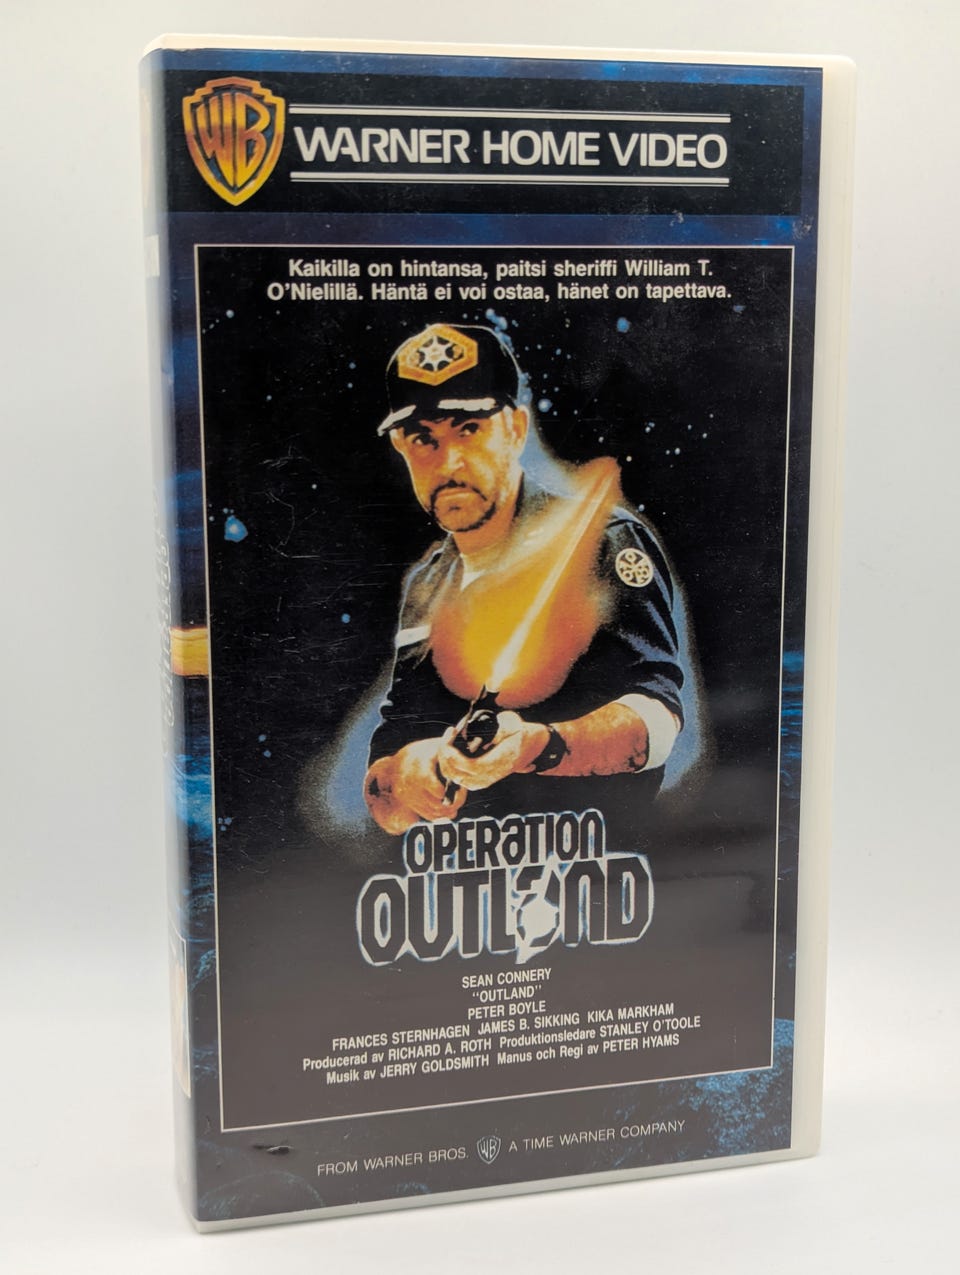 WB WARNER HOME VIDEO
Kaikilla on hintansa, paitsi sheriffi William T.
O'Nielillä. Häntä ei voi ostaa, hänet on tapettava.
OPERATION
OUTLAND
SEAN CONNERY
"OUTLAND"
PETER BOYLE
FRANCES STERNHAGEN JAMES B. SIKKING KIKA MARKHAM
Producerad av RICHARD A. ROTH Produktionsledare STANLEY O'TOOLE
Musik av JERRY GOLDSMITH Manus och Regi av PETER HYAMS
FROM WARNER BROS. WB A TIME WARNER COMPANY